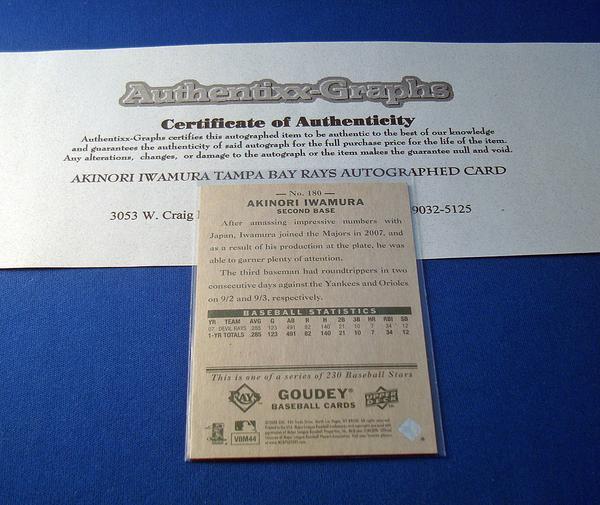 Authentixx-Graphs
Certificate of Authenticity
Authentixx-Graphs certifies this autographed item to be authentic to the best of our knowledge
and guarantees the authenticity of said autograph for the full purchase price for the life of the item.
Any alterations, changes, or damage to the autograph or the item makes the guarantee null and void.
AKINORI IWAMURA TAMPA BAY RAYS AUTOGRAPHED CARD
3053 W. Craig 9032-5125
— No. 180 —
AKINORI IWAMURA
SECOND BASE
After amassing impressive numbers with
Japan, Iwamura joined the Majors in 2007, and
as a result of his production at the plate, he was
able to garner plenty of attention.
The third baseman had roundtrippers in two
consecutive days against the Yankees and Orioles
on 9/2 and 9/3, respectively.
BASEBALL STATISTICS
YR TEAM AVG G AB R H 2B 3B HR RBI SB
07 DEVIL RAYS .285 123 491 82 140 21 10 7 34 12
1-YR TOTALS .285 123 491 82 140 21 10 7 34 12
This is one of a series of 230 Baseball Stars
RAYS GOUDEY® UPPER DECK
BASEBALL CARDS
VBM44